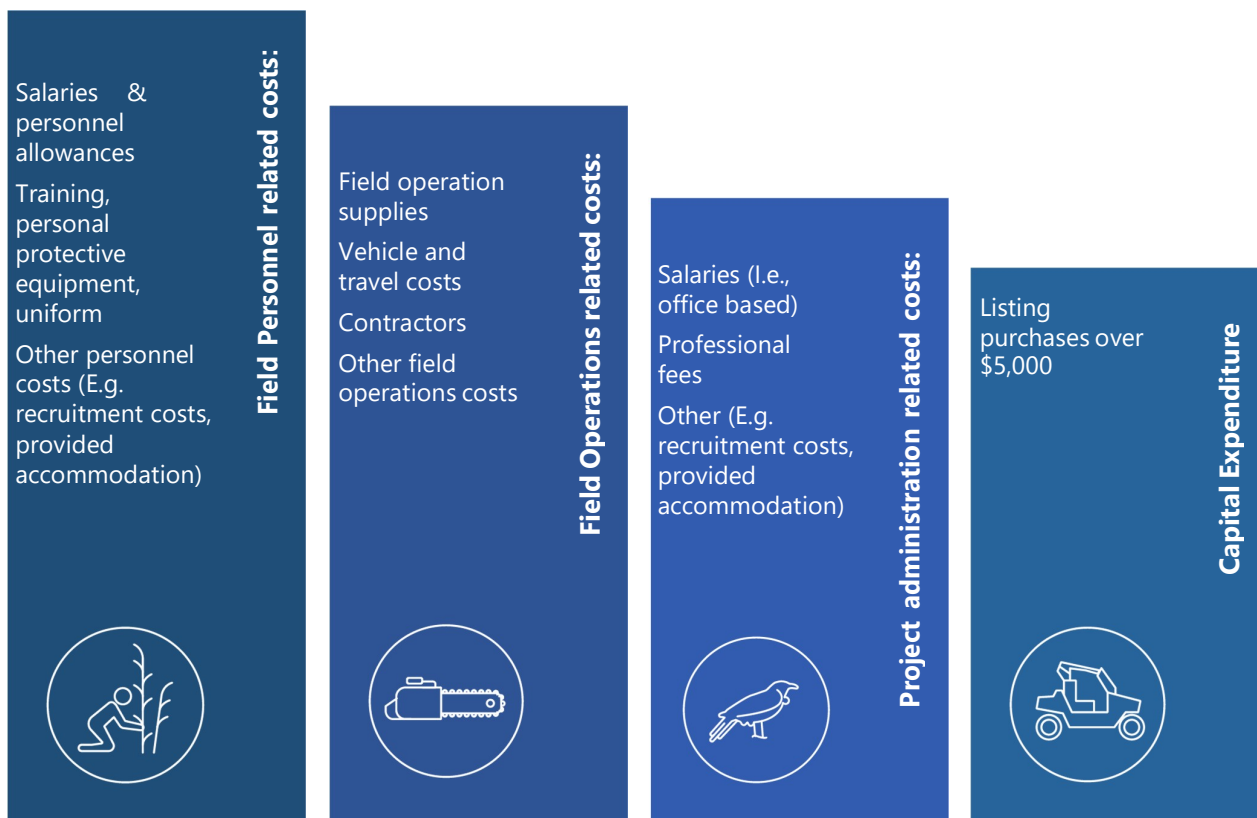 Field Personnel related costs:
Salaries &
personnel
allowances
Training,
personal
protective
equipment,
uniform
Other personnel
costs (E.g.
recruitment costs,
provided
accommodation)
Field Operations related costs:
Field operation
supplies
Vehicle and
travel costs
Contractors
Other field
operations costs
Project administration related costs:
Salaries (I.e.,
office based)
Professional
fees
Other (E.g.
recruitment costs,
provided
accommodation)
Capital Expenditure
Listing
purchases over
$5,000